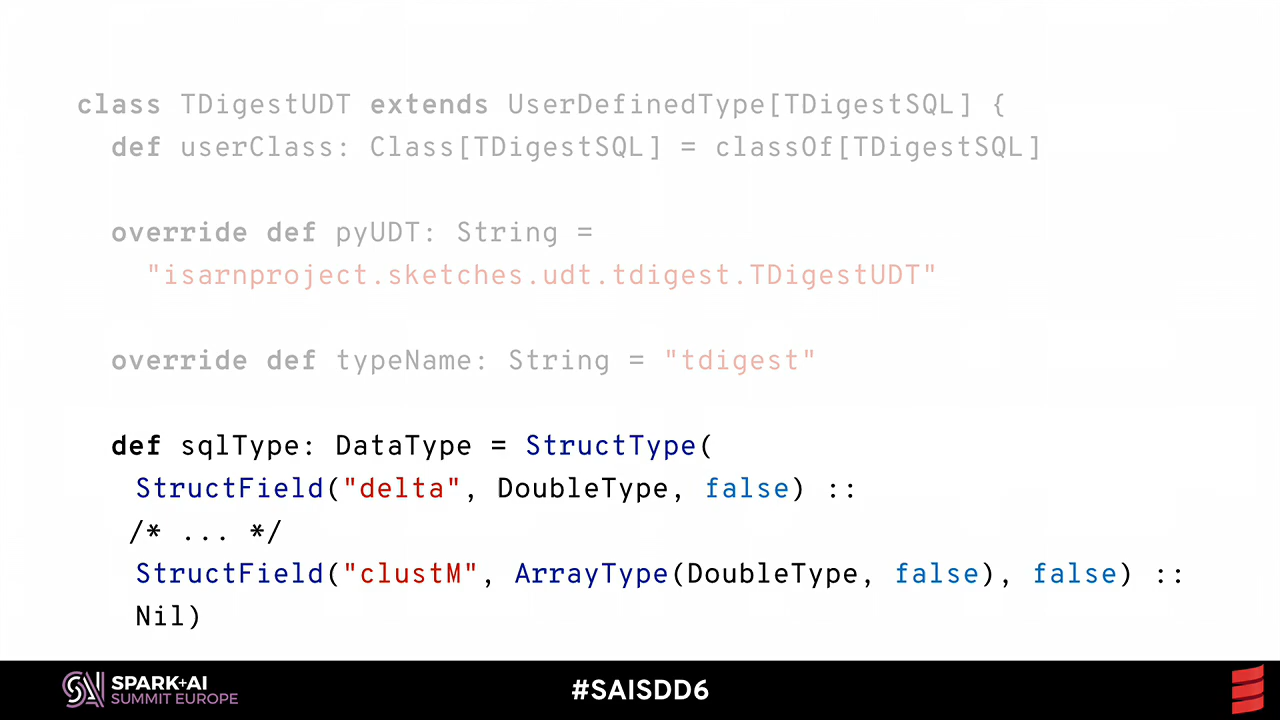 class TDigestUDT extends UserDefinedType[TDigestSQL] {
def userClass: Class[TDigestSQL] = classOf[TDigestSQL]
override def pyUDT: String =
"isarnproject.sketches.udt.tdigest.TDigestUDT"
override def typeName: String = "tdigest"
def sqlType: DataType = StructType(
StructField("delta", DoubleType, false) ::
/* ... */
StructField("clustM", ArrayType(DoubleType, false), false) ::
Nil)
SPARK+AI
SUMMIT EUROPE
#SAISDD6